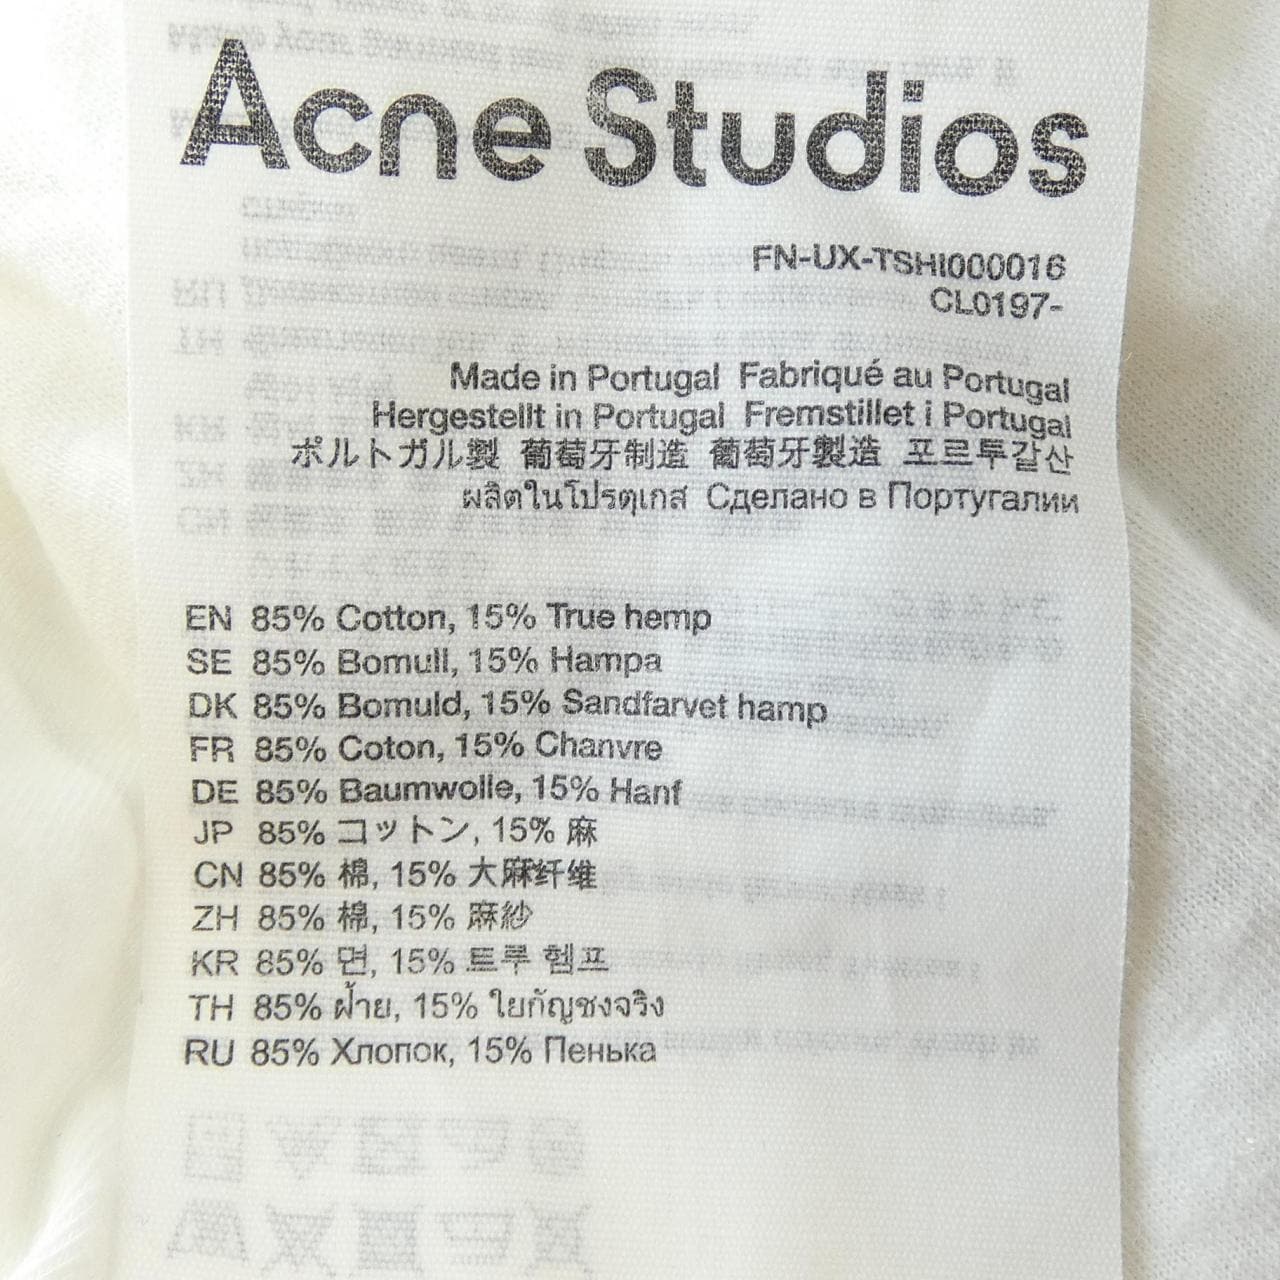 Acne Studios
FN-UX-TSHI000016
CL0197-
Made in Portugal Fabriqué au Portugal
Hergestellt in Portugal Fremstillet i Portugal
ポルトガル製 葡萄牙制造 葡萄牙製造 포르투갈산
ผลิตในโปรตุเกส Сделано в Португалии
EN 85% Cotton, 15% True hemp
SE 85% Bomull, 15% Hampa
DK 85% Bomuld, 15% Sandfarvet hamp
FR 85% Coton, 15% Chanvre
DE 85% Baumwolle, 15% Hanf
JP 85% コットン, 15% 麻
CN 85% 棉, 15% 大麻纤维
ZH 85% 棉, 15% 麻紗
KR 85% 면, 15% 트루 헴프
TH 85% ฝ้าย, 15% ใยกัญชงจริง
RU 85% Хлопок, 15% Пенька